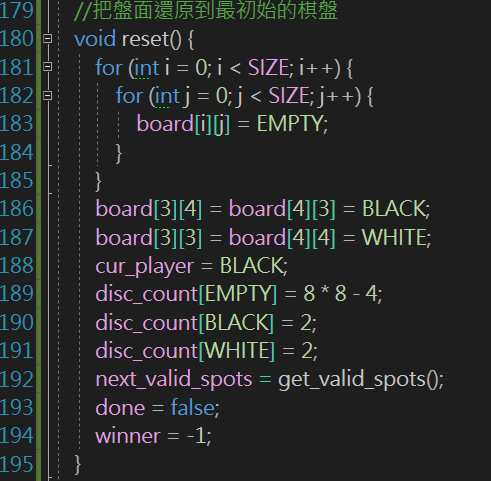 179 //把盤面還原到最初始的棋盤
180 void reset() {
181 for (int i = 0; i < SIZE; i++) {
182 for (int j = 0; j < SIZE; j++) {
183 board[i][j] = EMPTY;
184 }
185 }
186 board[3][4] = board[4][3] = BLACK;
187 board[3][3] = board[4][4] = WHITE;
188 cur_player = BLACK;
189 disc_count[EMPTY] = 8 * 8 - 4;
190 disc_count[BLACK] = 2;
191 disc_count[WHITE] = 2;
192 next_valid_spots = get_valid_spots();
193 done = false;
194 winner = -1;
195 }